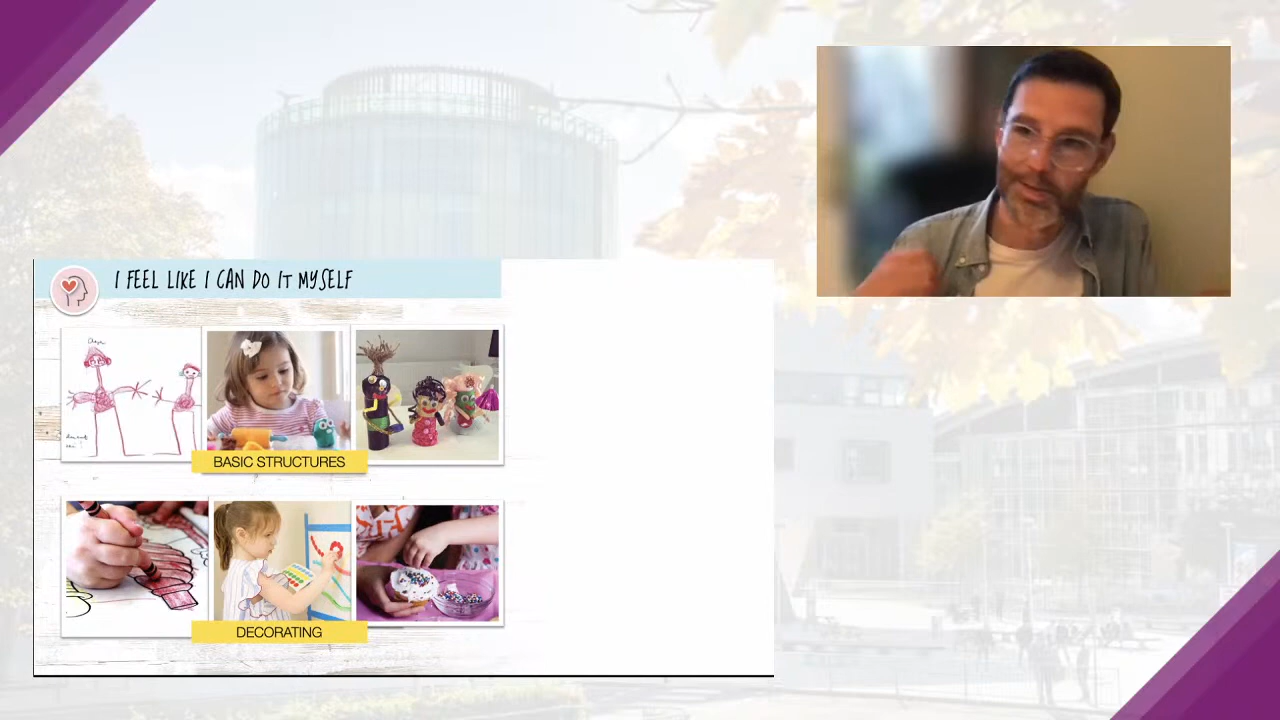 I FEEL LIKE I CAN DO IT MYSELF
BASIC STRUCTURES
DECORATING